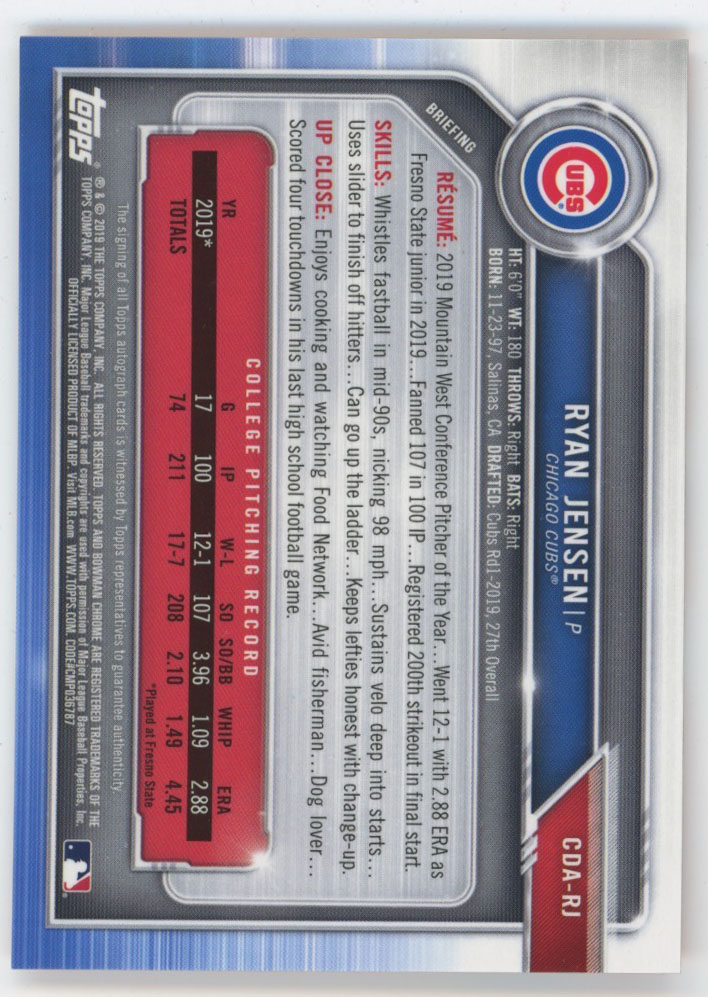 CUBS®
CDA-RJ
RYAN JENSEN | P
CHICAGO CUBS®
HT: 6'0" WT: 180 THROWS: Right BATS: Right
BORN: 11-23-97, Salinas, CA DRAFTED: Cubs Rd1-2019, 27th Overall
BRIEFING
RÉSUMÉ: 2019 Mountain West Conference Pitcher of the Year...Went 12-1 with 2.88 ERA as
Fresno State junior in 2019....Fanned 107 in 100 IP...Registered 200th strikeout in final start.
SKILLS: Whistles fastball in mid-90s, nicking 98 mph....Sustains velo deep into starts...
Uses slider to finish off hitters...Can go up the ladder...Keeps lefties honest with change-up.
UP CLOSE: Enjoys cooking and watching Food Network...Avid fisherman....Dog lover...
Scored four touchdowns in his last high school football game.
COLLEGE PITCHING RECORD
YR G IP W-L SO SO/BB WHIP ERA
2019* 17 100 12-1 107 3.96 1.09 2.88
TOTALS 74 211 17-7 208 2.10 1.49 4.45
*Played at Fresno State
The signing of all Topps autograph cards is witnessed by Topps representatives to guarantee authenticity.
topps®
® & © 2019 THE TOPPS COMPANY, INC. ALL RIGHTS RESERVED. TOPPS AND BOWMAN CHROME ARE REGISTERED TRADEMARKS OF THE
TOPPS COMPANY, INC. Major League Baseball trademarks and copyrights are used with permission of Major League Baseball Properties, Inc.
OFFICIALLY LICENSED PRODUCT OF MLBP. Visit MLB.com WWW.TOPPS.COM. CODE#CMP036787